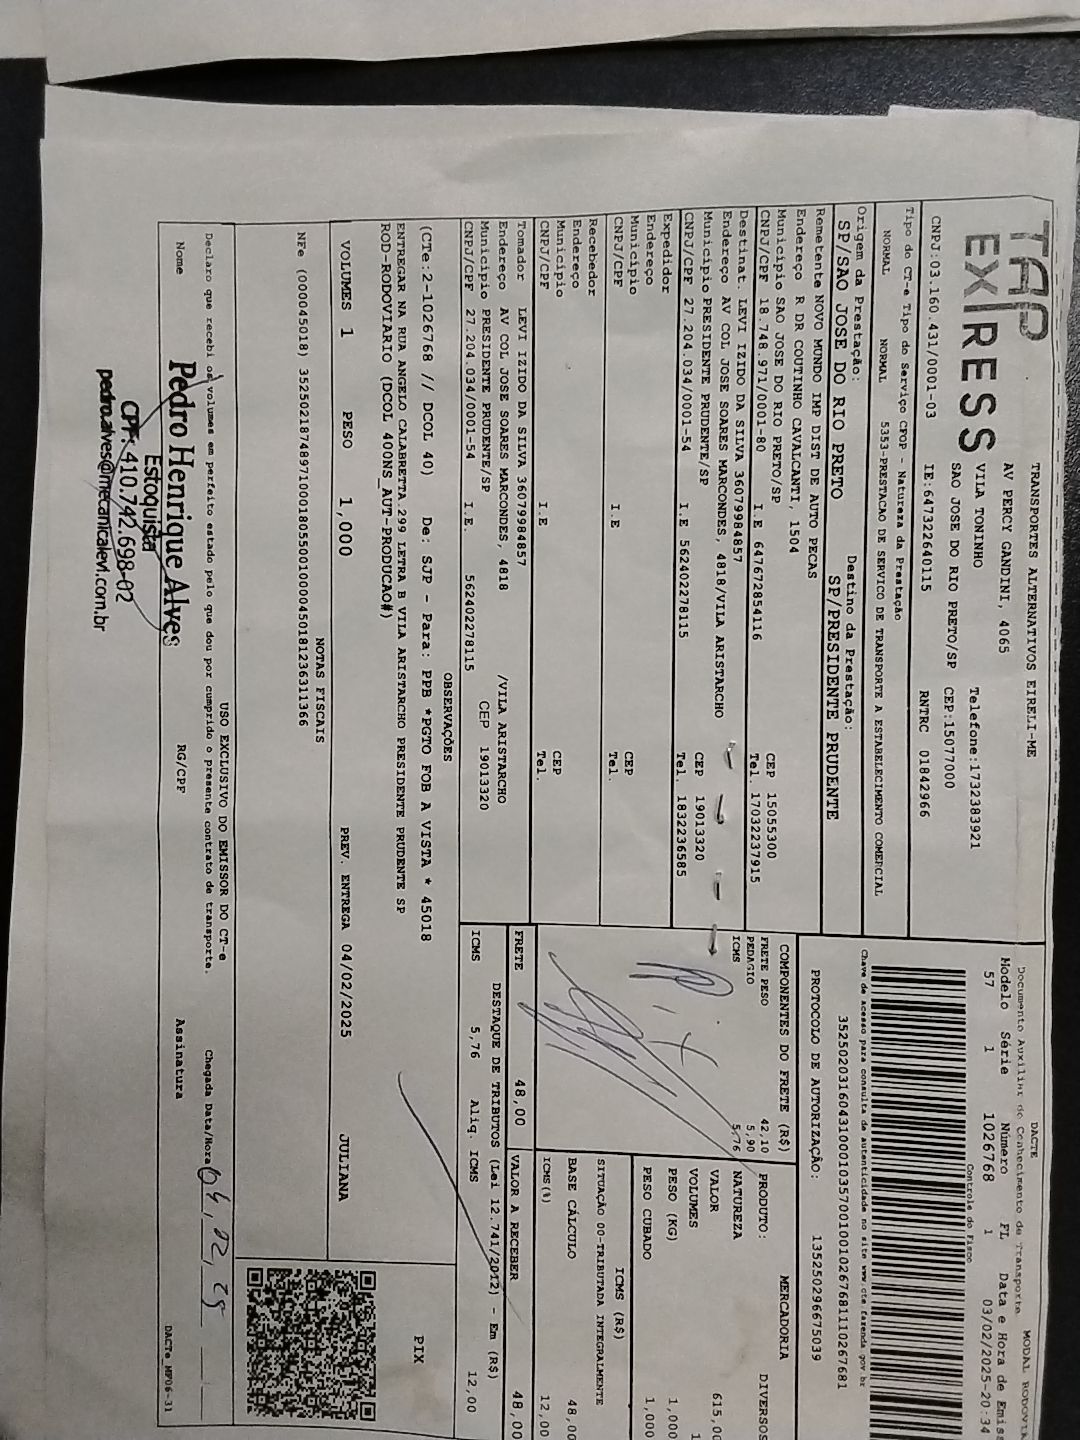 TAP
EXPRESS
TRANSPORTES ALTERNATIVOS EIRELI-ME
AV PERCY GANDINI, 4065
VILA TONINHO
Telefone:1732383921
SAO JOSE DO RIO PRETO/SP CEP:15077000
CNPJ:03.160.431/0001-03 IE:647322640115 RNTRC 01842966
Tipo do CT-e Tipo do Serviço CFOP - Natureza da Prestação
NORMAL NORMAL 5353-PRESTACAO DE SERVICO DE TRANSPORTE A ESTABELECIMENTO COMERCIAL
Origem da Prestação: Destino da Prestação:
SP/SAO JOSE DO RIO PRETO SP/PRESIDENTE PRUDENTE
Remetente NOVO MUNDO IMP DIST DE AUTO PECAS
Endereço R DR COUTINHO CAVALCANTI, 1504
Município SAO JOSE DO RIO PRETO/SP CEP 15055300
CNPJ/CPF 18.748.971/0001-80 I.E 647672854116 Tel. 17032237915
Destinat. LEVI IZIDO DA SILVA 36079984857
Endereço AV COL JOSE SOARES MARCONDES, 4818/VILA ARISTARCHO
Município PRESIDENTE PRUDENTE/SP CEP 19013320
CNPJ/CPF 27.204.034/0001-54 I.E 562402278115 Tel. 1832236585
Expedidor
Endereço
Município CEP
CNPJ/CPF I.E Tel.
Recebedor
Endereço
Município CEP
CNPJ/CPF I.E Tel.
Tomador LEVI IZIDO DA SILVA 36079984857
Endereço AV COL JOSE SOARES MARCONDES, 4818 /VILA ARISTARCHO
Município PRESIDENTE PRUDENTE/SP CEP 19013320
CNPJ/CPF 27.204.034/0001-54 I.E. 562402278115
DACTE MODAL RODOVI
Documento Auxiliar do Conhecimento de Transporte
Modelo Série Número FL Data e Hora de Emiss
57 1 1026768 1 03/02/2025-20:34
Controle do Fisco
Chave de acesso para consulta de autenticidade no site www.cte.fazenda.gov.br
35250203160431000103570010010267681110267681
PROTOCOLO DE AUTORIZAÇÃO: 135250296675039
COMPONENTES DO FRETE (R$)
FRETE PESO 42,10
PEDAGIO 5,90
ICMS 5,76
P.X
FRETE 48,00
MERCADORIA
PRODUTO: DIVERSOS
NATUREZA
VALOR 615,00
VOLUMES 1
PESO (KG) 1,000
PESO CUBADO 1,000
ICMS (R$)
SITUAÇÃO 00-TRIBUTADA INTEGRALMENTE
BASE CÁLCULO 48,
ICMS(%) 12,00
VALOR A RECEBER 48,00
DESTAQUE DE TRIBUTOS (Lei 12.741/2012) - Em (R$)
ICMS 5,76 Aliq. ICMS 12,00
OBSERVAÇÕES
(CTe:2-1026768 // DCOL 40) De: SJP - Para: PPB *PGTO FOB A VISTA * 45018
ENTREGAR NA RUA ANGELO CALABRETTA.299 LETRA B VILA ARISTARCHO PRESIDENTE PRUDENTE SP
ROD-RODOVIARIO (DCOL 400NS_AUT-PRODUCAO#)
VOLUMES 1 PESO 1,000 PREV. ENTREGA 04/02/2025 JULIANA
PIX
NOTAS FISCAIS
NFe (000045018) 35250218748971000180550010000450181236311366
USO EXCLUSIVO DO EMISSOR DO CT-e
Declaro que recebi os volumes em perfeito estado pelo que dou por cumprido o presente contrato de transporte. Chegada Data/Hora 04, 02, 25
Nome RG/CPF Assinatura
DACTe_MP06-31
Pedro Henrique Alves
Estoquista
CPF: 410.742.698-02
pedro.alves@mecanicalevi.com.br